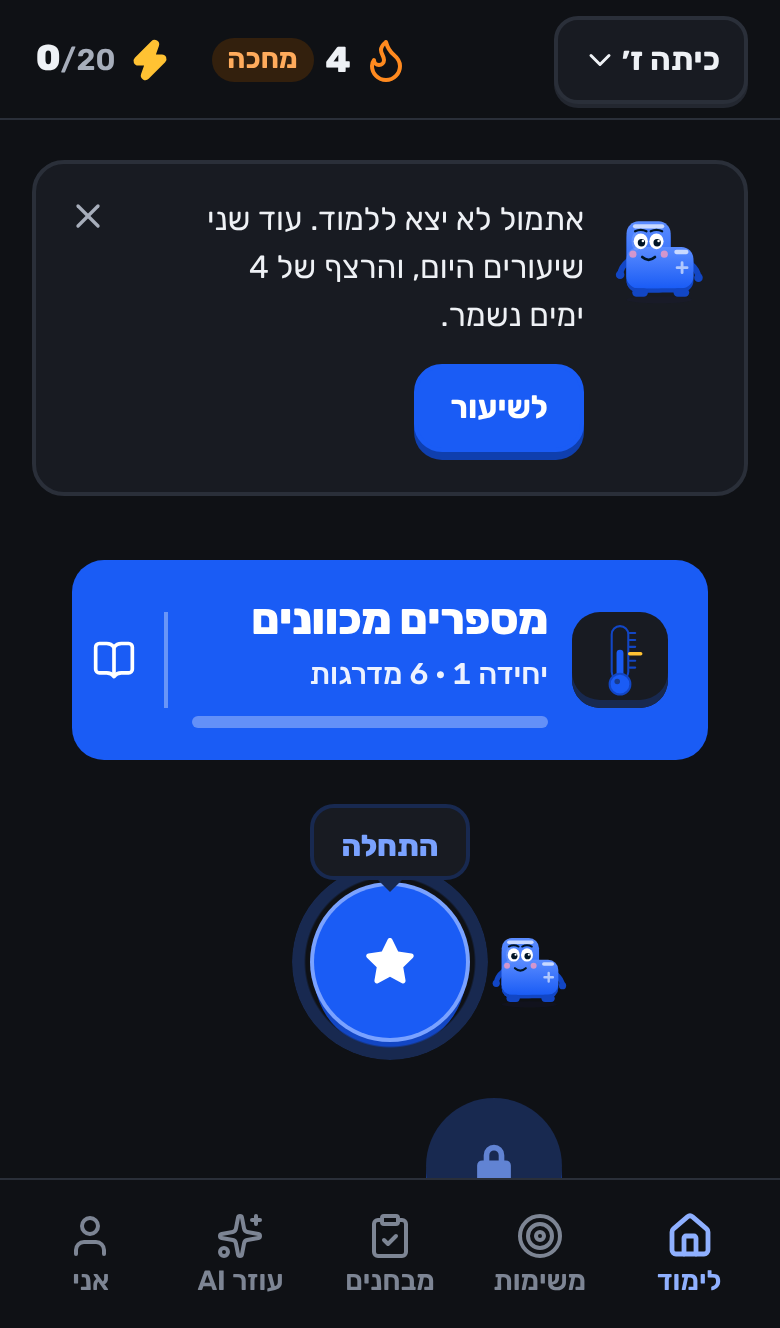 כיתה ז׳
4 מחכה
0/20
אתמול לא יצא ללמוד. עוד שני
שיעורים היום, והרצף של 4
ימים נשמר.
לשיעור
מספרים מכוונים
יחידה 1 • 6 מדרגות
התחלה
לימוד
משימות
מבחנים
עוזר AI
אני